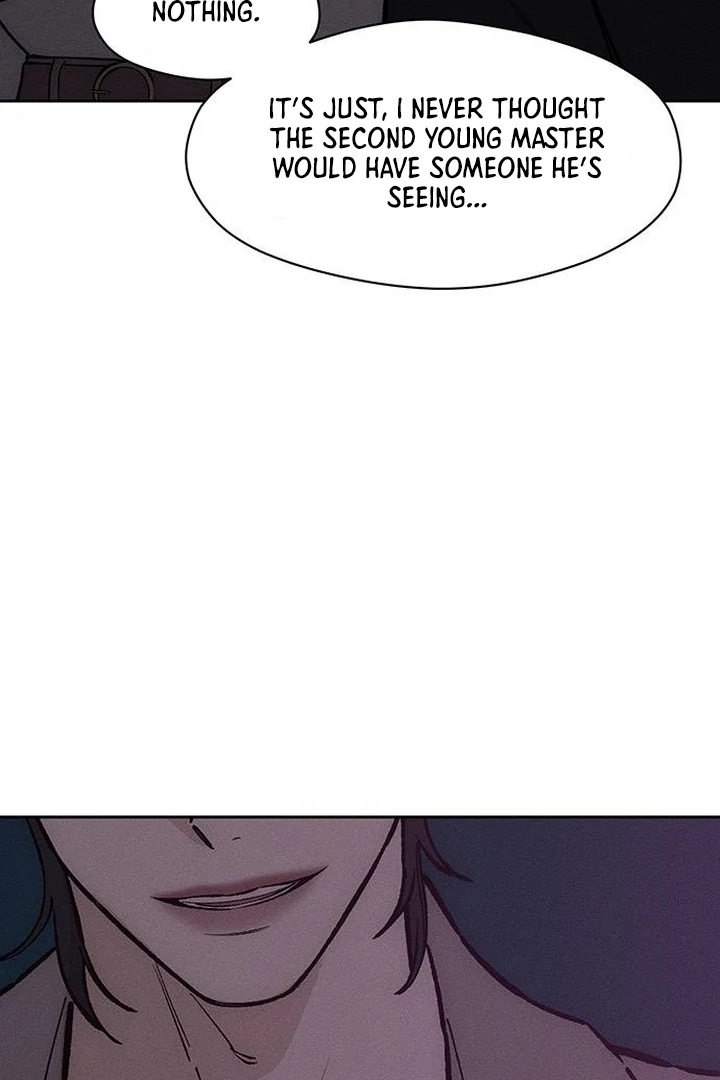 NOTHING.
IT'S JUST, I NEVER THOUGHT
THE SECOND YOUNG MASTER
WOULD HAVE SOMEONE HE'S
SEEING...